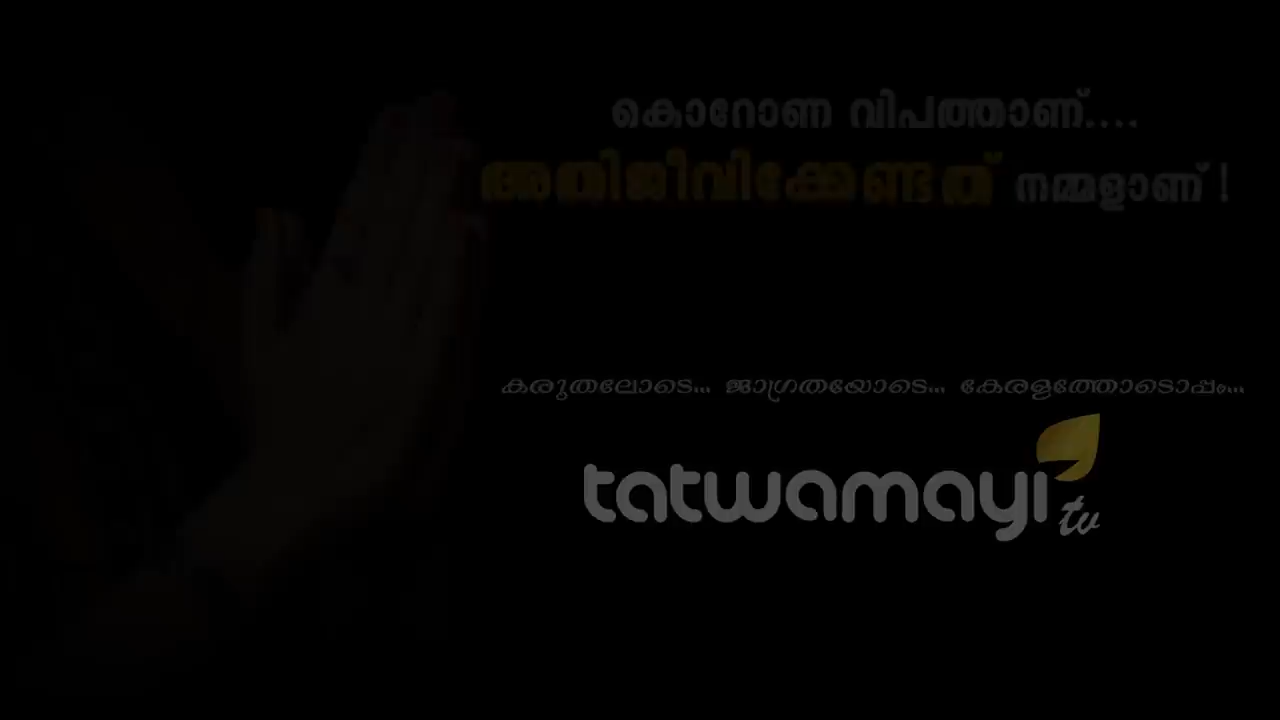 കൊറോണ വിപത്താണ്....
അതിജീവിക്കേണ്ടത് നമ്മളാണ് !
കരുതലോടെ... ജാഗ്രതയോടെ... കേരളത്തോടൊപ്പം...
tatwamayi
tv